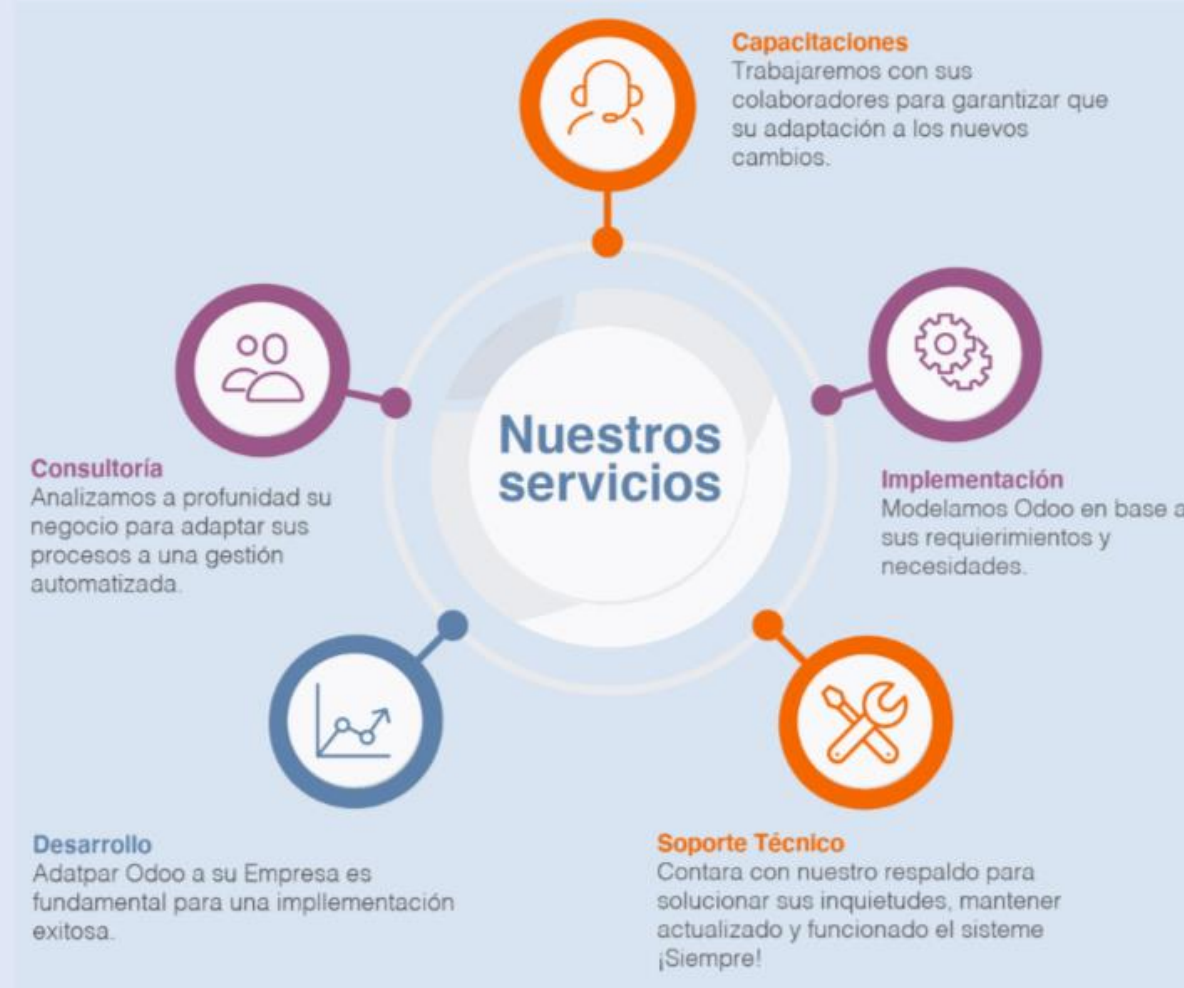 Capacitaciones
Trabajaremos con sus
colaboradores para garantizar que
su adaptación a los nuevos
cambios.
Nuestros
servicios
Consultoría
Analizamos a profundidad su
negocio para adaptar sus
procesos a una gestión
automatizada.
Implementación
Modelamos Odoo en base a
sus requierimientos y
necesidades.
Desarrollo
Adatpar Odoo a su Empresa es
fundamental para una impllementación
exitosa.
Soporte Técnico
Contara con nuestro respaldo para
solucionar sus inquietudes, mantener
actualizado y funcionado el sisteme
¡Siempre!